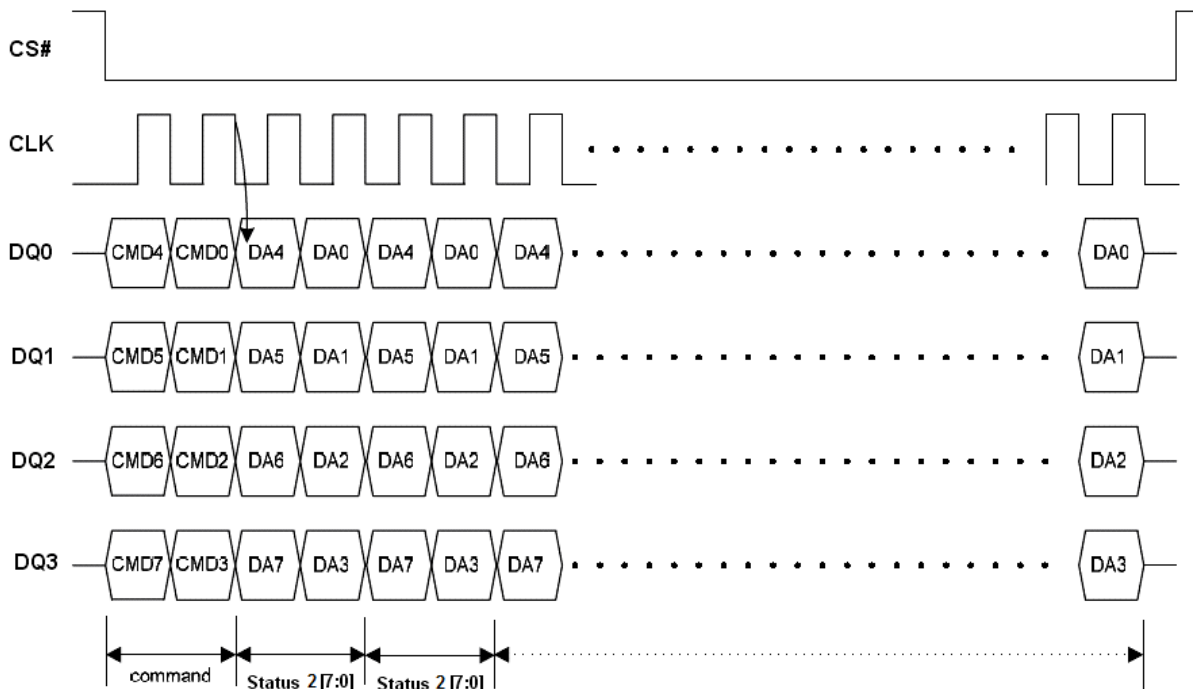 CS#
CLK
DQ0 CMD4 CMD0 DA4 DA0 DA4 DA0 DA4 DA0
DQ1 CMD5 CMD1 DA5 DA1 DA5 DA1 DA5 DA1
DQ2 CMD6 CMD2 DA6 DA2 DA6 DA2 DA6 DA2
DQ3 CMD7 CMD3 DA7 DA3 DA7 DA3 DA7 DA3
command Status 2 [7:0] Status 2 [7:0]